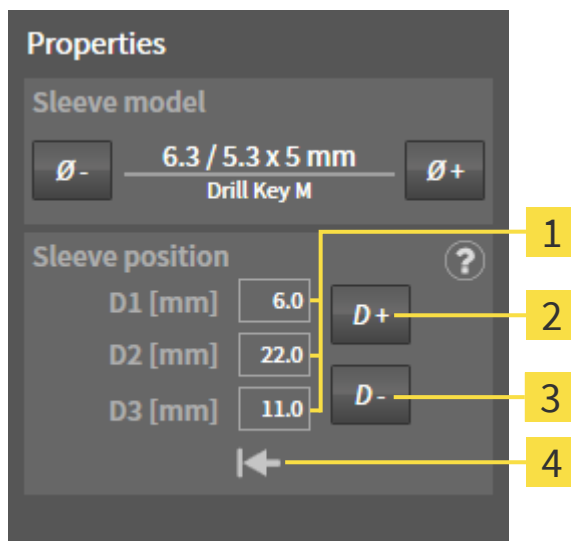 Properties
Sleeve model
Ø - 6.3 / 5.3 x 5 mm Ø +
Drill Key M
Sleeve position ?
D1 [mm] 6.0
D +
D2 [mm] 22.0
D -
D3 [mm] 11.0
1
2
3
4